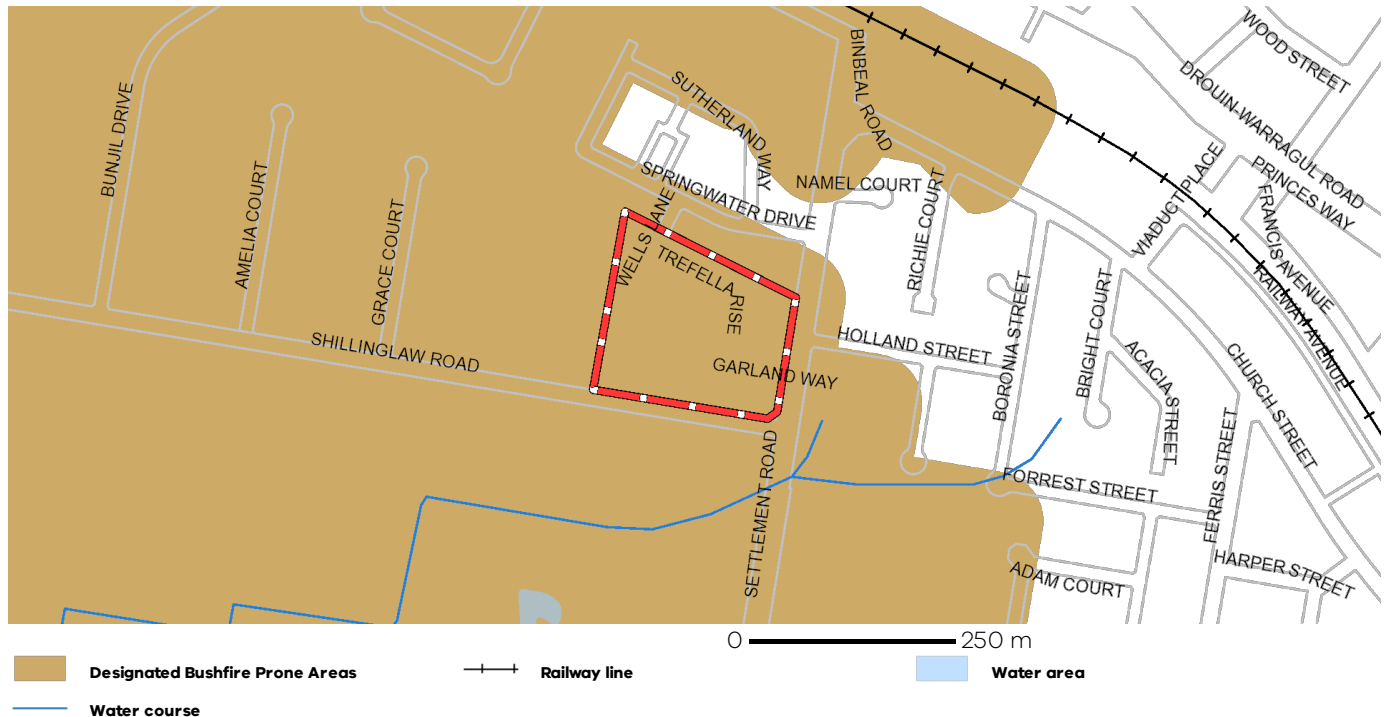 WOOD STREET
DROUIN-WARRAGUL ROAD
BINBEAL ROAD
SUTHERLAND WAY
BUNJIL DRIVE
AMELIA COURT
GRACE COURT
SPRINGWATER DRIVE
NAMEL COURT
RICHIE COURT
VIADUCT PLACE
PRINCES WAY
FRANCIS AVENUE
RAILWAY AVENUE
WELLS LANE
TREFELLA RISE
SHILLINGLAW ROAD
GARLAND WAY
HOLLAND STREET
BORONIA STREET
BRIGHT COURT
ACACIA STREET
CHURCH STREET
SETTLEMENT ROAD
FORREST STREET
FERRIS STREET
ADAM COURT
HARPER STREET
0 250 m
Designated Bushfire Prone Areas
Railway line
Water area
Water course